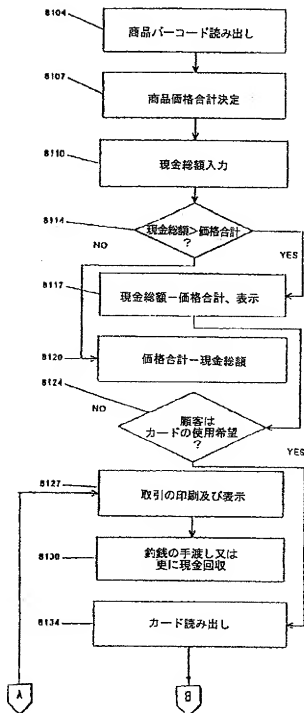 8104
商品バーコード読み出し
8107
商品価格合計決定
8110
現金総額入力
8114
現金総額>価格合計
?
NO
YES
8117
現金総額−価格合計、表示
8120
価格合計−現金総額
8124
NO
顧客は
カードの使用希望
?
YES
8127
取引の印刷及び表示
8130
釣銭の手渡し又は
更に現金回収
8134
カード読み出し
A
B